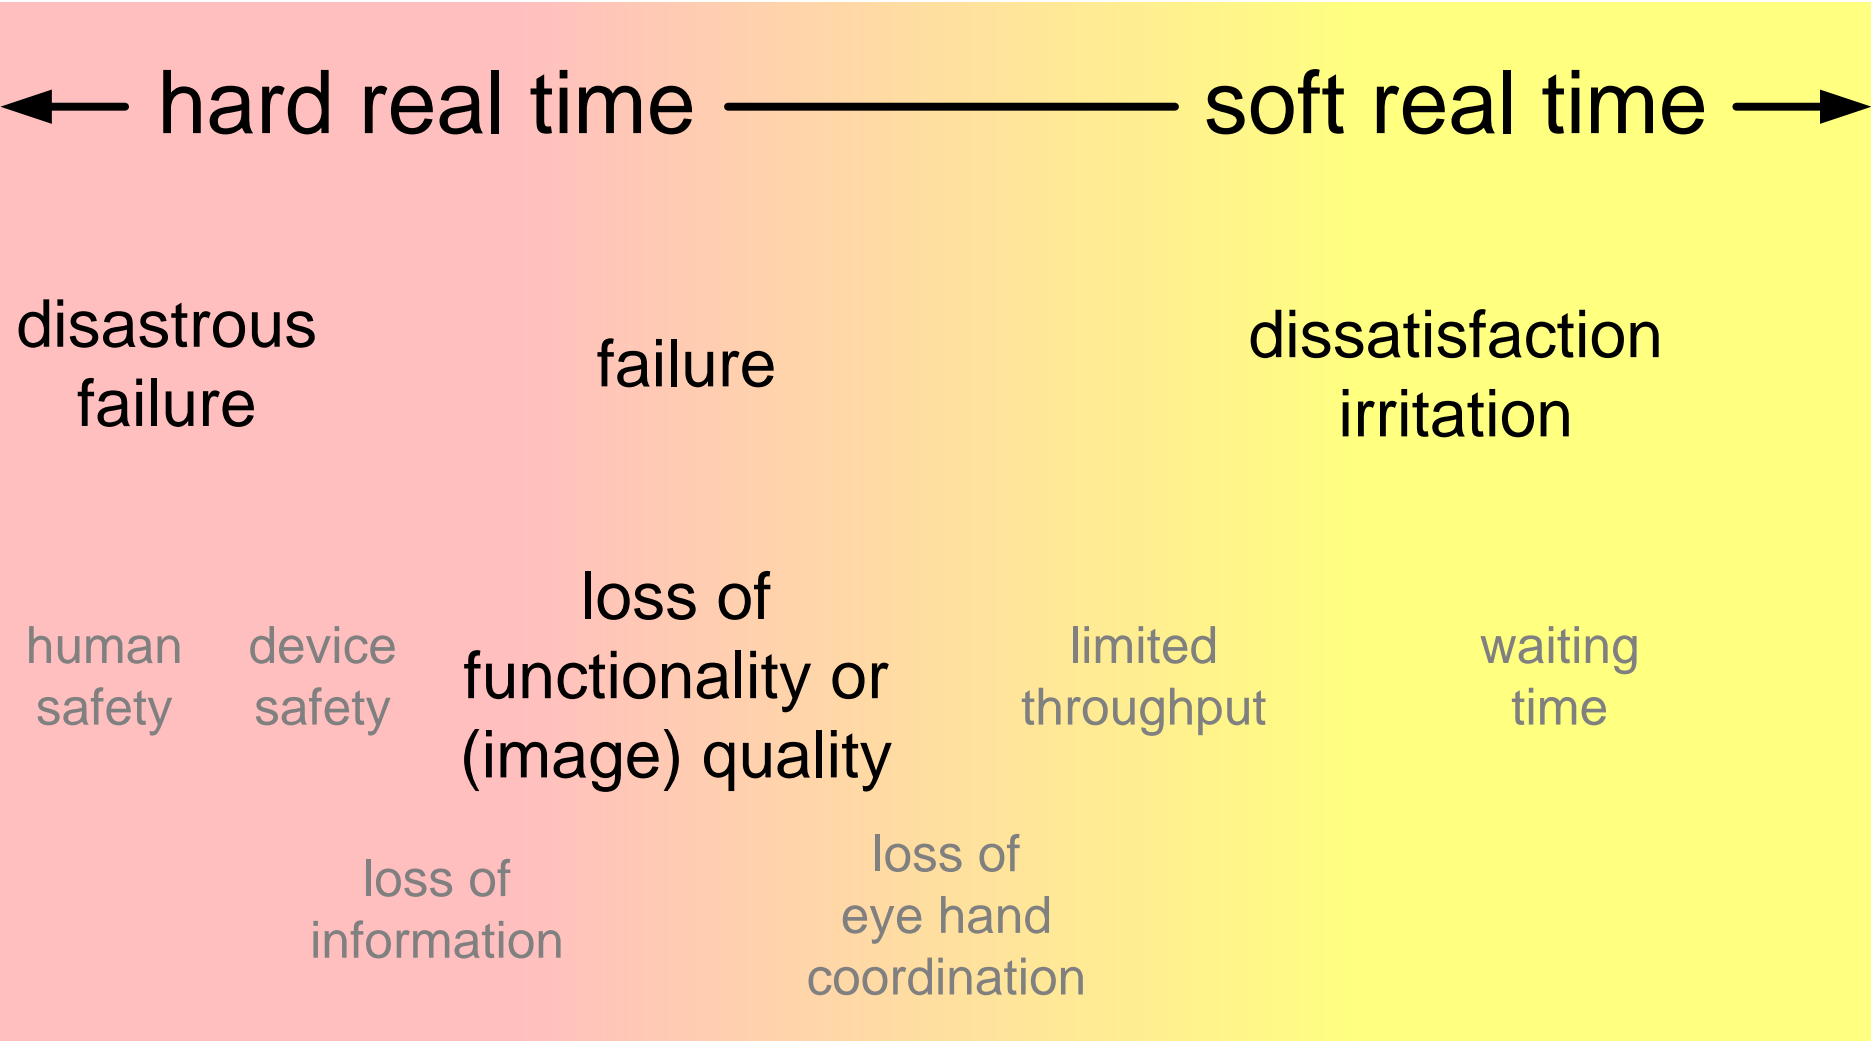 hard real time
soft real time
disastrous
failure
failure
dissatisfaction
irritation
human
safety
device
safety
loss of
functionality or
(image) quality
limited
throughput
waiting
time
loss of
information
loss of
eye hand
coordination